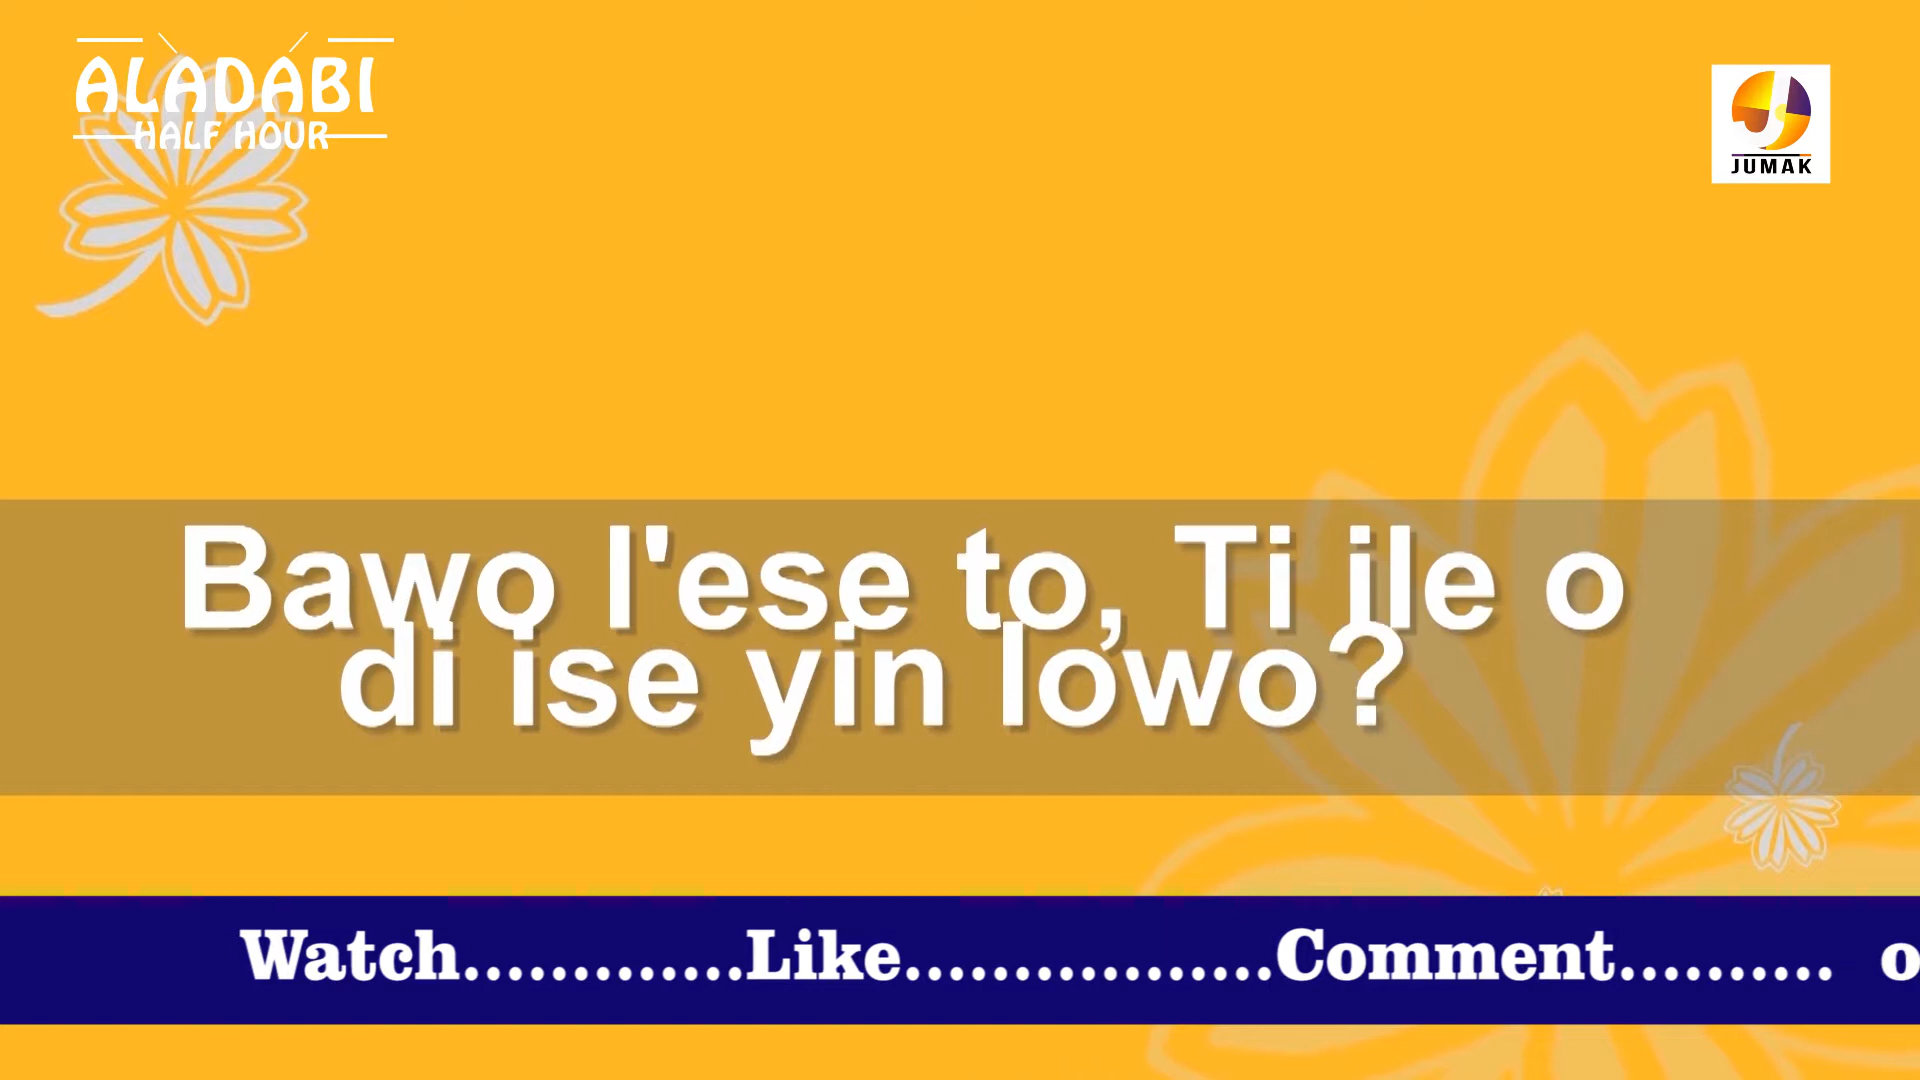 ALADABI
HALF HOUR
JUMAK
Bawo l'ese to, Ti ile o
di ise yin lowo?
Watch.............Like.................Comment.......... o